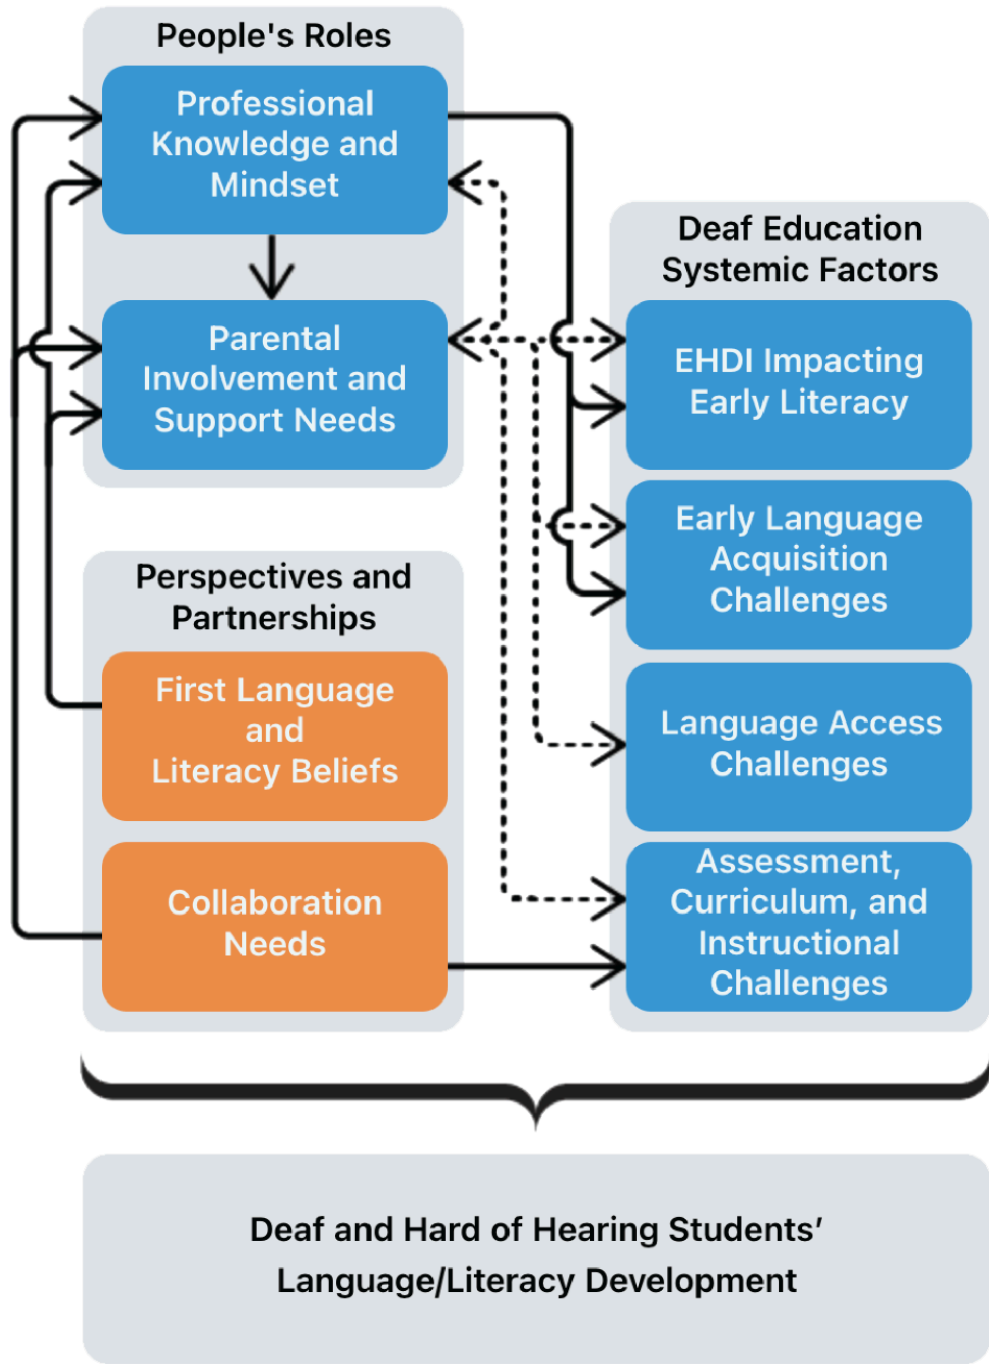 People's Roles
Professional
Knowledge and
Mindset
Parental
Involvement and
Support Needs
Perspectives and
Partnerships
First Language
and
Literacy Beliefs
Collaboration
Needs
Deaf Education
Systemic Factors
EHDI Impacting
Early Literacy
Early Language
Acquisition
Challenges
Language Access
Challenges
Assessment,
Curriculum, and
Instructional
Challenges
Deaf and Hard of Hearing Students’
Language/Literacy Development